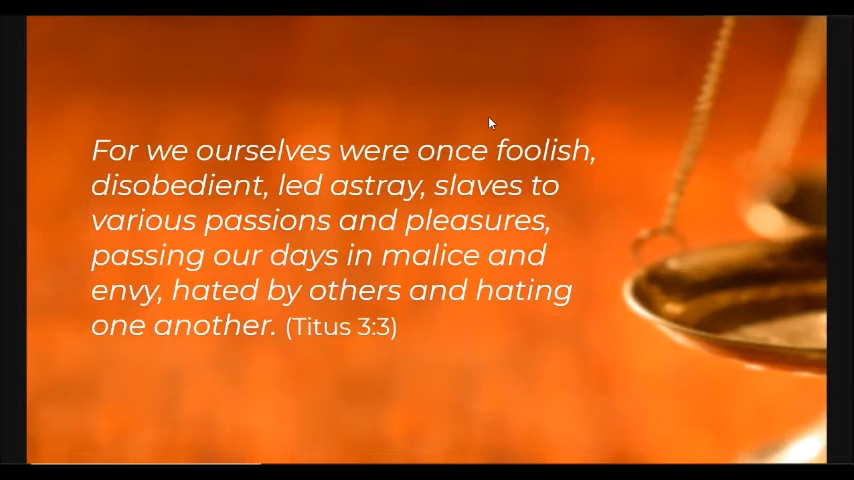 For we ourselves were once foolish,
disobedient, led astray, slaves to
various passions and pleasures,
passing our days in malice and
envy, hated by others and hating
one another. (Titus 3:3)